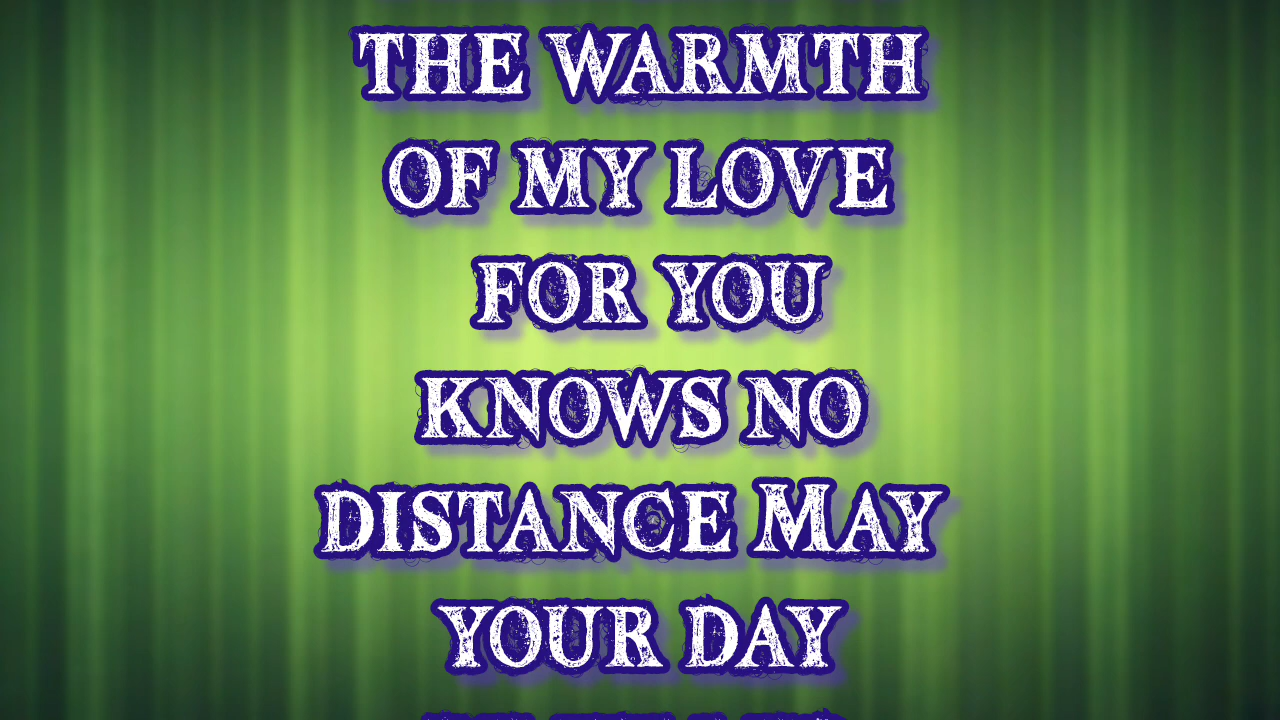 THE WARMTH
OF MY LOVE
FOR YOU
KNOWS NO
DISTANCE MAY
YOUR DAY